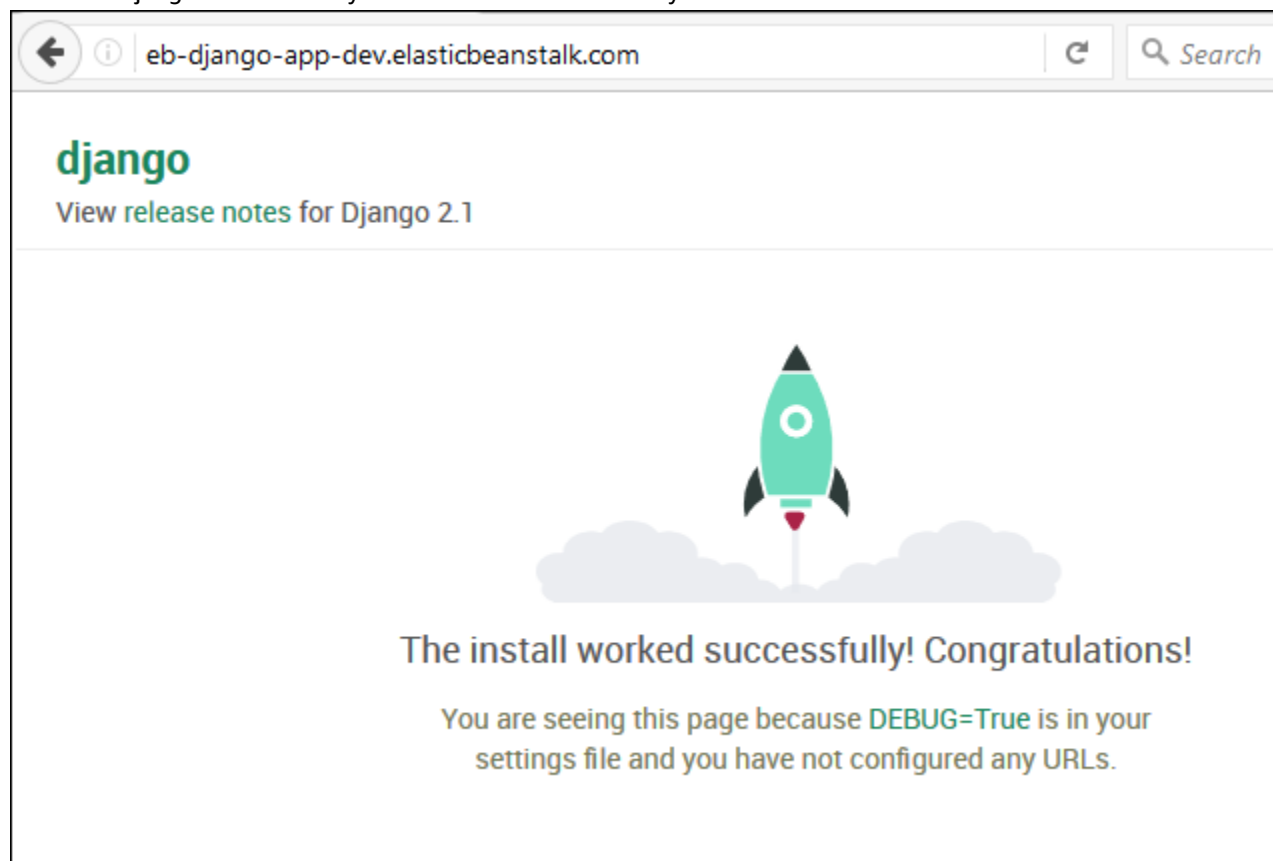 eb-django-app-dev.elasticbeanstalk.com
Search
django
View release notes for Django 2.1
The install worked successfully! Congratulations!
You are seeing this page because DEBUG=True is in your
settings file and you have not configured any URLs.